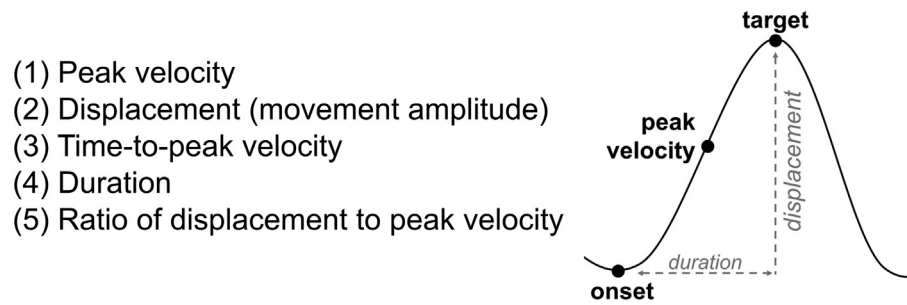 (1) Peak velocity
(2) Displacement (movement amplitude)
(3) Time-to-peak velocity
(4) Duration
(5) Ratio of displacement to peak velocity
target
peak
velocity
displacement
duration
onset